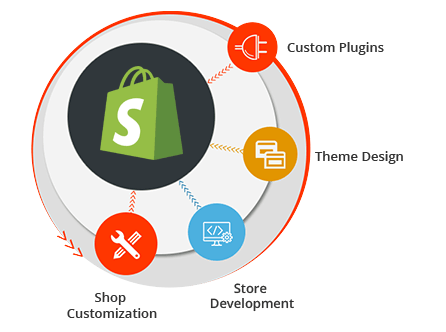 Custom Plugins
Theme Design
Store
Development
Shop
Customization
S